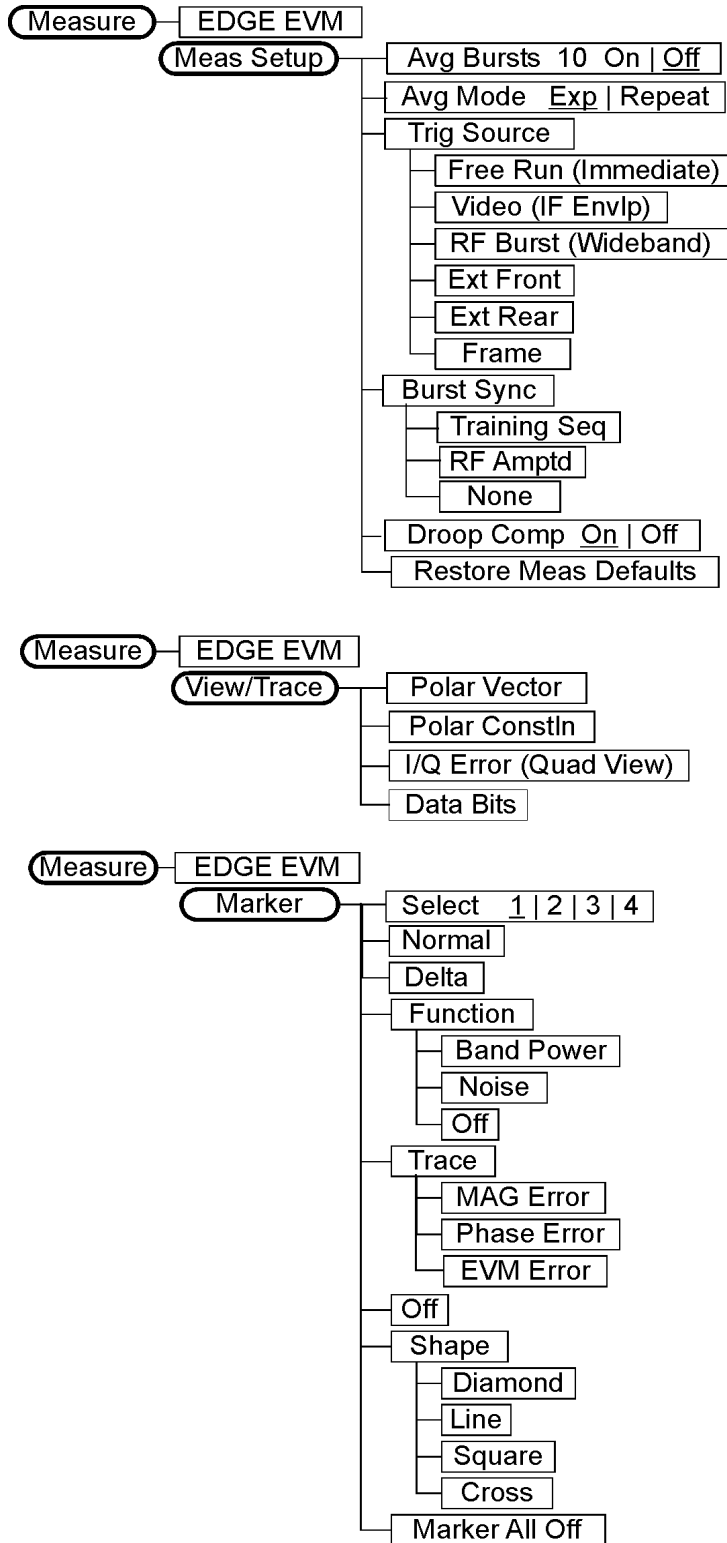 Measure
EDGE EVM
Meas Setup
Avg Bursts 10 On | Off
Avg Mode Exp | Repeat
Trig Source
Free Run (Immediate)
Video (IF Envlp)
RF Burst (Wideband)
Ext Front
Ext Rear
Frame
Burst Sync
Training Seq
RF Amptd
None
Droop Comp On | Off
Restore Meas Defaults
Measure
EDGE EVM
View/Trace
Polar Vector
Polar Constln
I/Q Error (Quad View)
Data Bits
Measure
EDGE EVM
Marker
Select 1 | 2 | 3 | 4
Normal
Delta
Function
Band Power
Noise
Off
Trace
MAG Error
Phase Error
EVM Error
Off
Shape
Diamond
Line
Square
Cross
Marker All Off